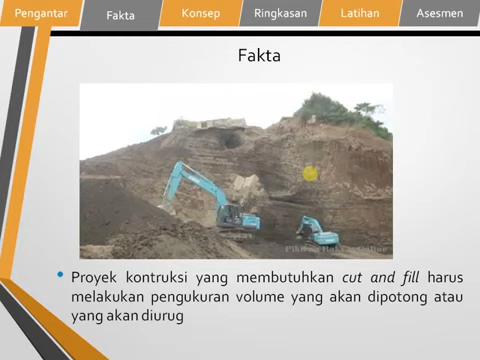 Pengantar
Fakta
Konsep
Ringkasan
Latihan
Asesmen
Fakta
Proyek kontruksi yang membutuhkan cut and fill harus
melakukan pengukuran volume yang akan dipotong atau
yang akan diurug